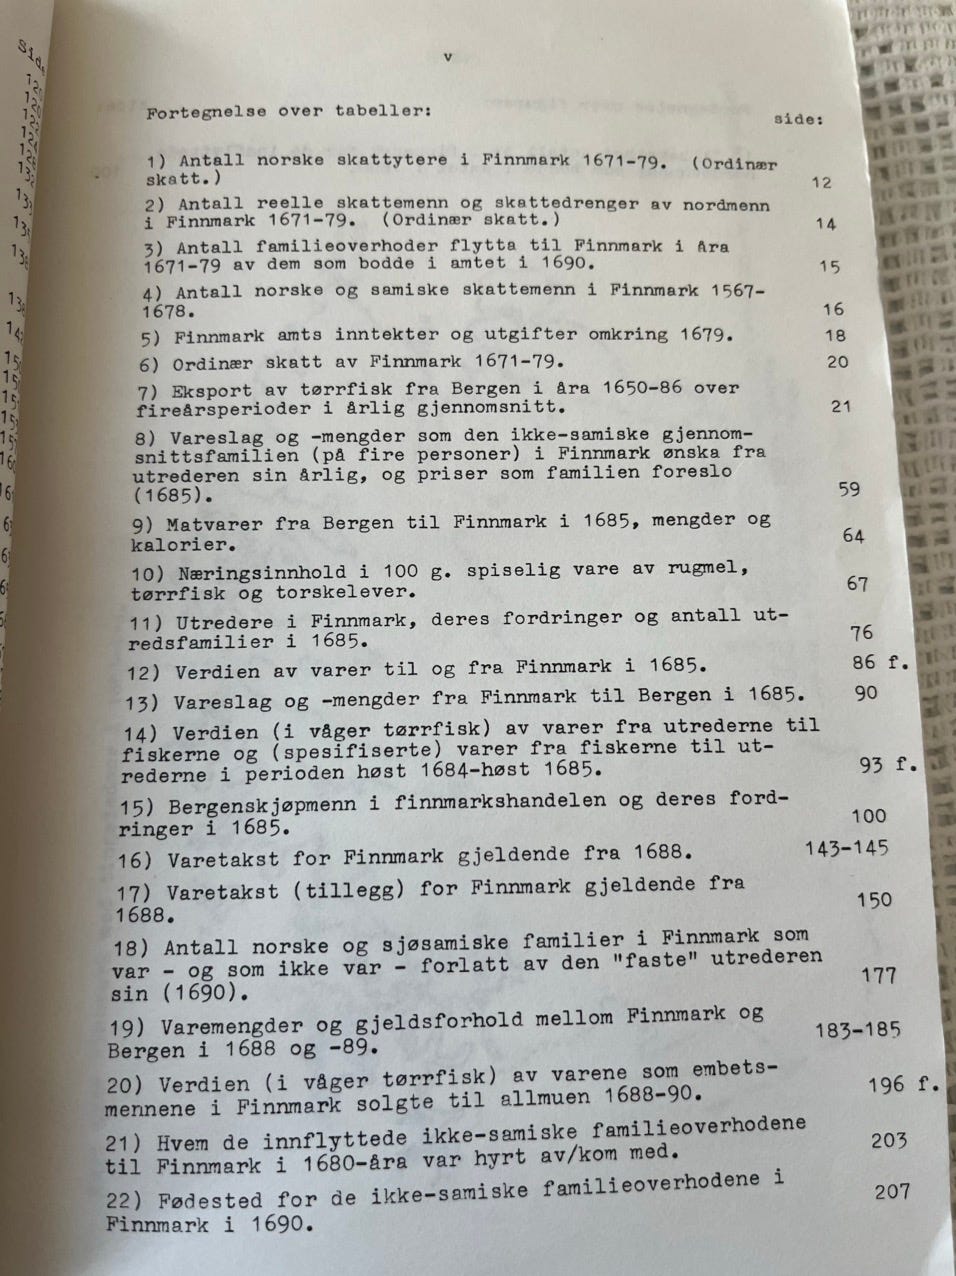 v
Fortegnelse over tabeller:
side:
1) Antall norske skattytere i Finnmark 1671-79. (Ordinær
skatt.) 12
2) Antall reelle skattemenn og skattedrenger av nordmenn
i Finnmark 1671-79. (Ordinær skatt.) 14
3) Antall familieoverhoder flytta til Finnmark i åra
1671-79 av dem som bodde i amtet i 1690. 15
4) Antall norske og samiske skattemenn i Finnmark 1567-
1678. 16
5) Finnmark amts inntekter og utgifter omkring 1679. 18
6) Ordinær skatt av Finnmark 1671-79. 20
7) Eksport av tørrfisk fra Bergen i åra 1650-86 over
fireårsperioder i årlig gjennomsnitt. 21
8) Vareslag og -mengder som den ikke-samiske gjennom-
snittsfamilien (på fire personer) i Finnmark ønska fra
utrederen sin årlig, og priser som familien foreslo
(1685). 59
9) Matvarer fra Bergen til Finnmark i 1685, mengder og
kalorier. 64
10) Næringsinnhold i 100 g. spiselig vare av rugmel,
tørrfisk og torskelever. 67
11) Utredere i Finnmark, deres fordringer og antall ut-
redsfamilier i 1685. 76
12) Verdien av varer til og fra Finnmark i 1685. 86 f.
13) Vareslag og -mengder fra Finnmark til Bergen i 1685. 90
14) Verdien (i våger tørrfisk) av varer fra utrederne til
fiskerne og (spesifiserte) varer fra fiskerne til ut-
rederne i perioden høst 1684-høst 1685. 93 f.
15) Bergenskjøpmenn i finnmarkshandelen og deres ford-
ringer i 1685. 100
16) Varetakst for Finnmark gjeldende fra 1688. 143-145
17) Varetakst (tillegg) for Finnmark gjeldende fra
1688. 150
18) Antall norske og sjøsamiske familier i Finnmark som
var - og som ikke var - forlatt av den "faste" utrederen
sin (1690). 177
19) Varemengder og gjeldsforhold mellom Finnmark og
Bergen i 1688 og -89. 183-185
20) Verdien (i våger tørrfisk) av varene som embets-
mennene i Finnmark solgte til allmuen 1688-90. 196 f.
21) Hvem de innflyttede ikke-samiske familieoverhodene
til Finnmark i 1680-åra var hyrt av/kom med. 203
22) Fødested for de ikke-samiske familieoverhodene i
Finnmark i 1690. 207